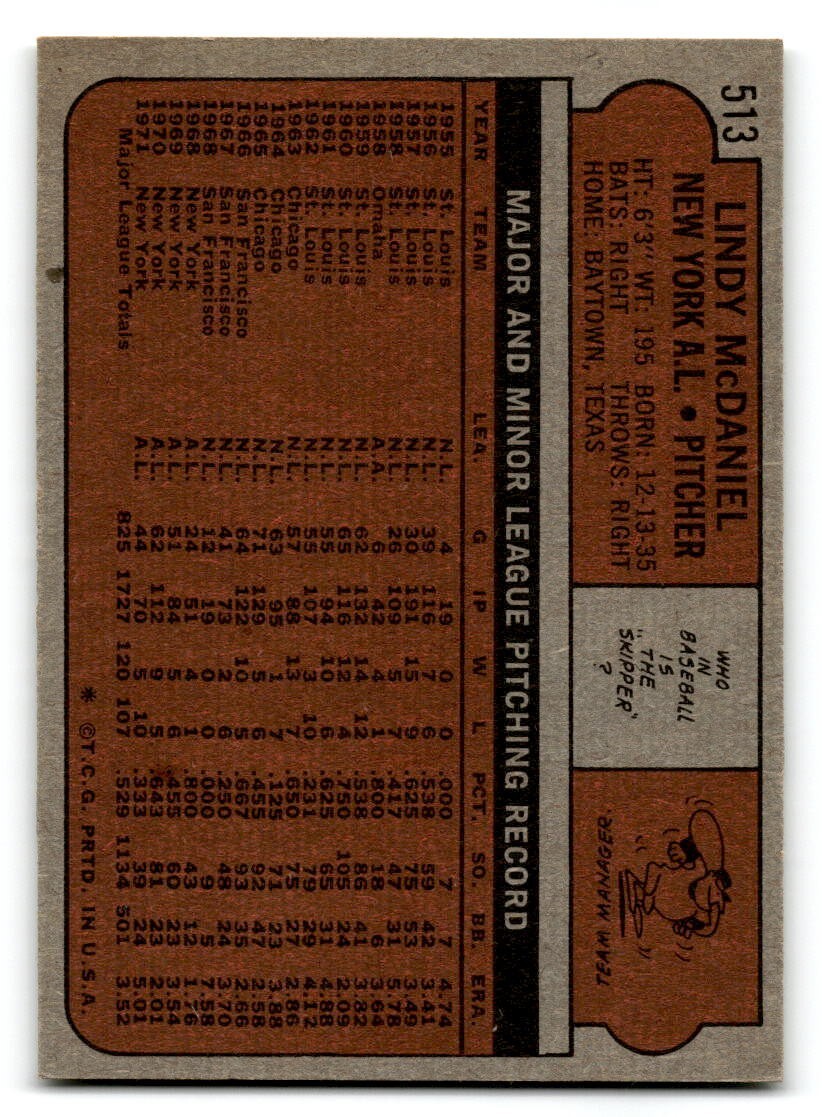 513
LINDY McDANIEL
NEW YORK A.L. • PITCHER
HT: 6'3" WT: 195 BORN: 12-13-35
BATS: RIGHT THROWS: RIGHT
HOME: BAYTOWN, TEXAS
WHO
IN
BASEBALL
IS
"THE
SKIPPER"
?
TEAM MANAGER.
MAJOR AND MINOR LEAGUE PITCHING RECORD
YEAR TEAM LEA. G IP W L PCT. SO. BB. ERA.
1955 St. Louis N.L. 4 19 0 0 .000 7 7 4.74
1956 St. Louis N.L. 39 116 7 6 .538 59 42 3.41
1957 St. Louis N.L. 30 191 15 9 .625 75 53 3.49
1958 St. Louis N.L. 26 109 5 7 .417 47 31 5.78
1958 Omaha A.A. 6 42 4 1 .800 18 6 3.64
1959 St. Louis N.L. 62 132 14 12 .538 86 41 3.82
1960 St. Louis N.L. 65 116 12 4 .750 105 24 2.09
1961 St. Louis N.L. 55 94 10 6 .625 65 31 4.88
1962 St. Louis N.L. 55 107 3 10 .231 79 29 4.12
1963 Chicago N.L. 57 88 13 7 .650 75 27 2.86
1964 Chicago N.L. 63 95 1 7 .125 71 23 3.88
1965 Chicago N.L. 71 129 5 6 .455 92 47 2.58
1966 San Francisco N.L. 64 122 10 5 .667 93 35 2.66
1967 San Francisco N.L. 41 73 2 6 .250 48 24 3.70
1968 San Francisco N.L. 12 19 0 0 .000 9 5 7.58
1968 New York A.L. 24 51 4 1 .800 43 12 1.76
1969 New York A.L. 51 84 5 6 .455 60 23 3.54
1970 New York A.L. 62 112 9 5 .643 81 23 2.01
1971 New York A.L. 44 70 5 10 .333 39 24 5.01
Major League Totals 825 1727 120 107 .529 1134 501 3.52
* ©T.C.G. PRTD. IN U.S.A.